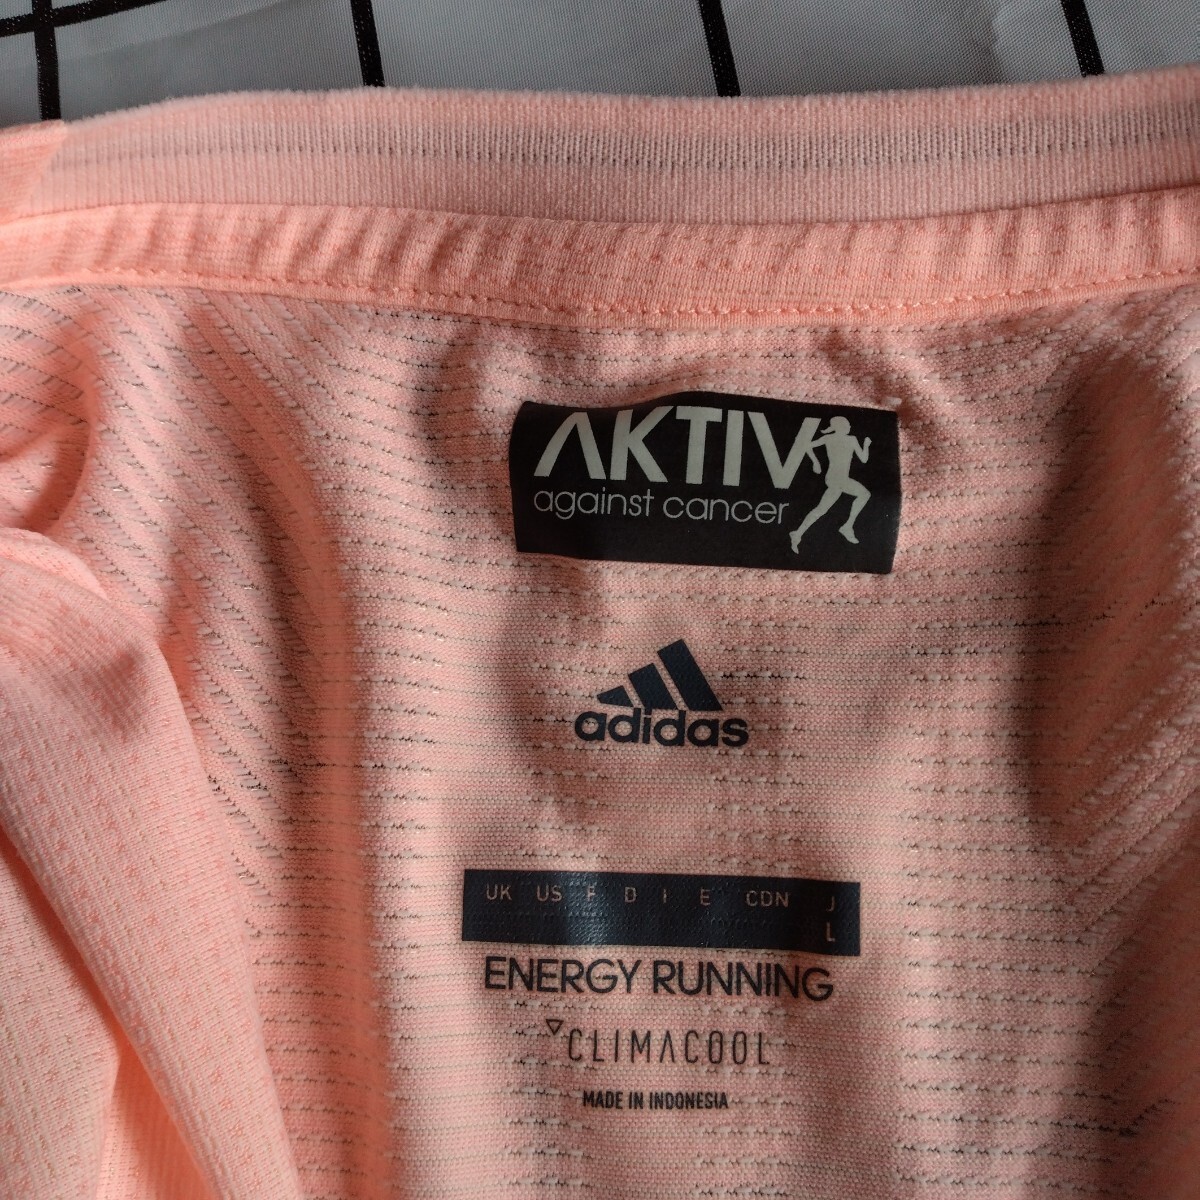 AKTIV
against cancer
adidas
UK US F D I E CDN J
L
ENERGY RUNNING
CLIMACOOL
MADE IN INDONESIA